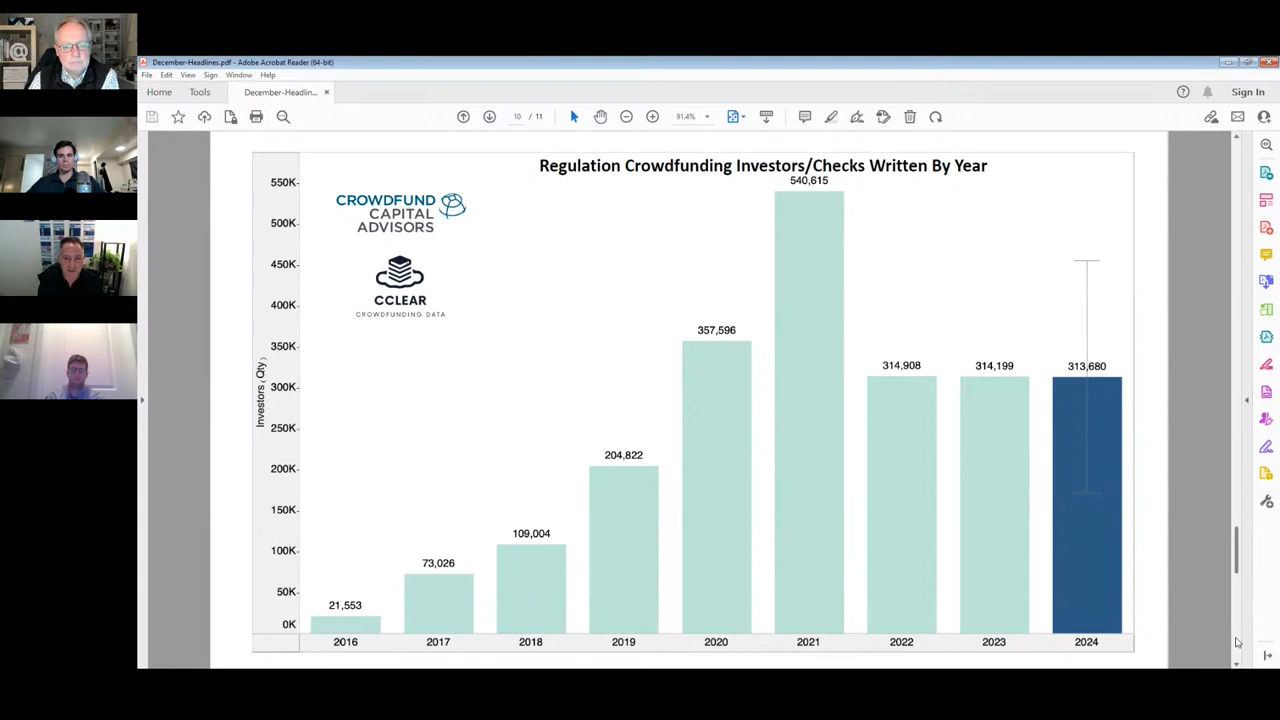 @
December-Headlines.pdf - Adobe Acrobat Reader (64-bit)
File Edit View Sign Window Help
Home Tools December-Headlin... × Sign In
10 / 11 91.4%
Regulation Crowdfunding Investors/Checks Written By Year
CROWDFUND
CAPITAL
ADVISORS
CCLEAR
CROWDFUNDING DATA
Investors (Qty)
550K
500K
450K
400K
350K
300K
250K
200K
150K
100K
50K
0K
21,553
73,026
109,004
204,822
357,596
540,615
314,908
314,199
313,680
2016 2017 2018 2019 2020 2021 2022 2023 2024